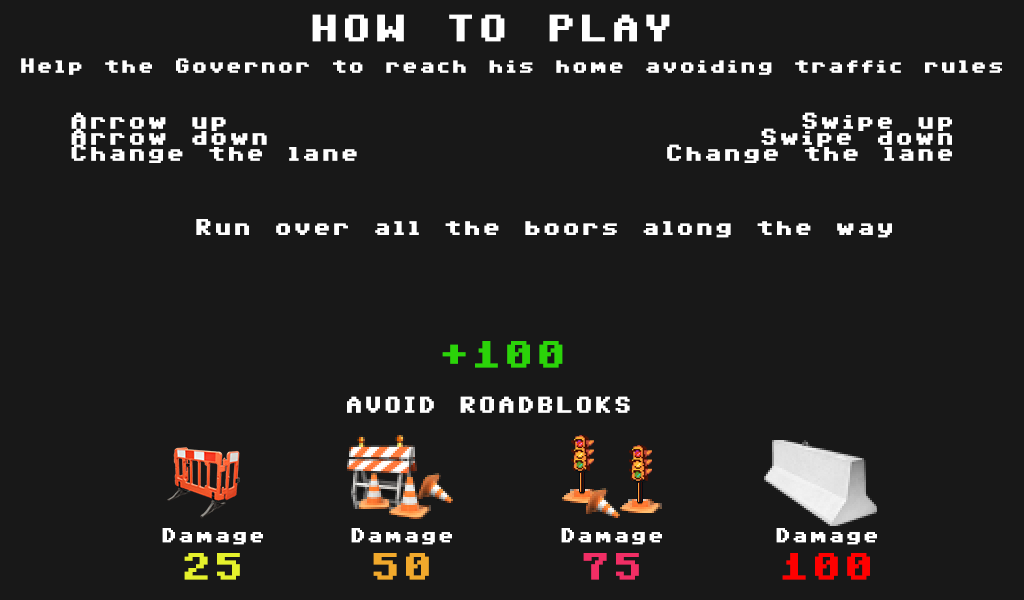 HOW TO PLAY
Help the Governor to reach his home avoiding traffic rules
Arrow up
Arrow down
Change the lane
Swipe up
Swipe down
Change the lane
Run over all the boors along the way
+100
AVOID ROADBLOKS
Damage
25
Damage
50
Damage
75
Damage
100